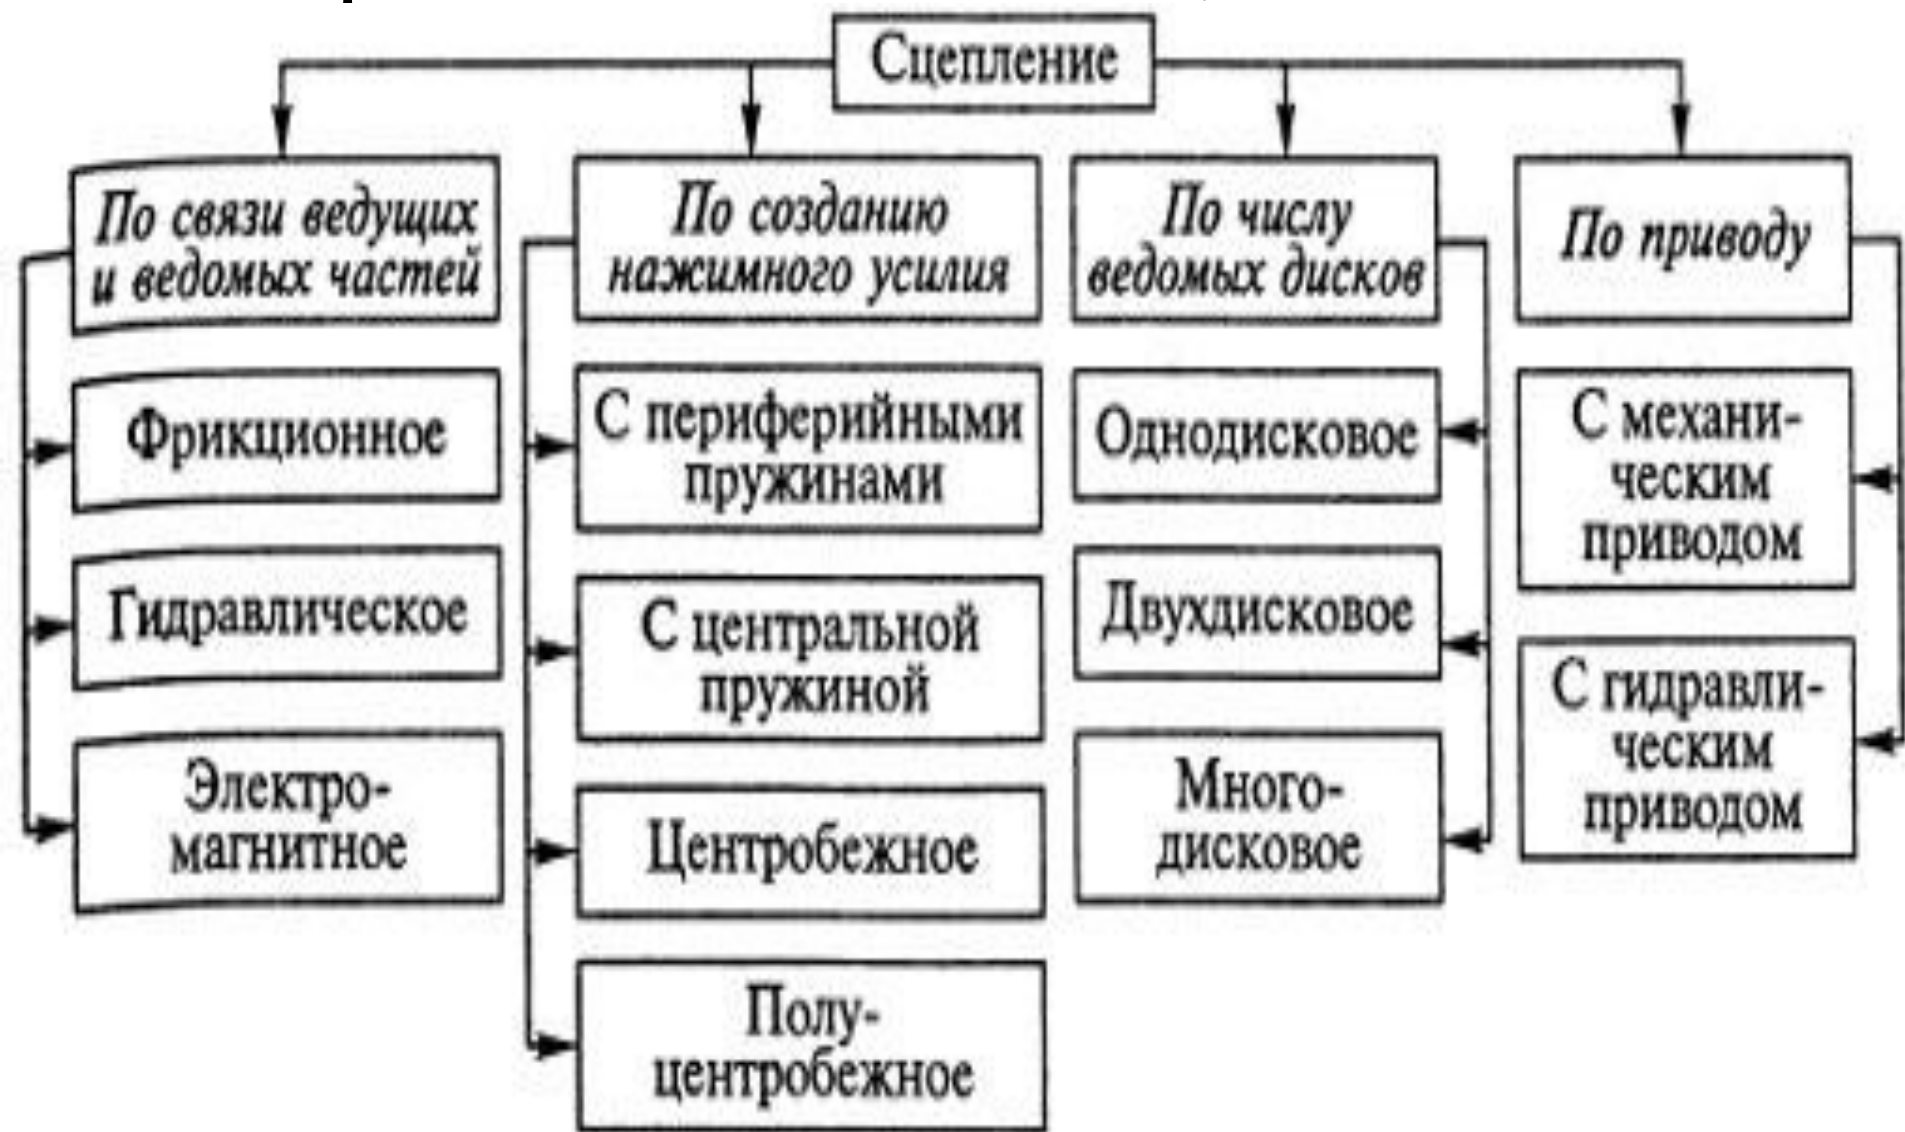 Сцепление
По связи ведущих
и ведомых частей
Фрикционное
Гидравлическое
Электро-
магнитное
По созданию
нажимного усилия
С периферийными
пружинами
С центральной
пружиной
Центробежное
Полу-
центробежное
По числу
ведомых дисков
Однодисковое
Двухдисковое
Много-
дисковое
По приводу
С механи-
ческим
приводом
С гидравли-
ческим
приводом